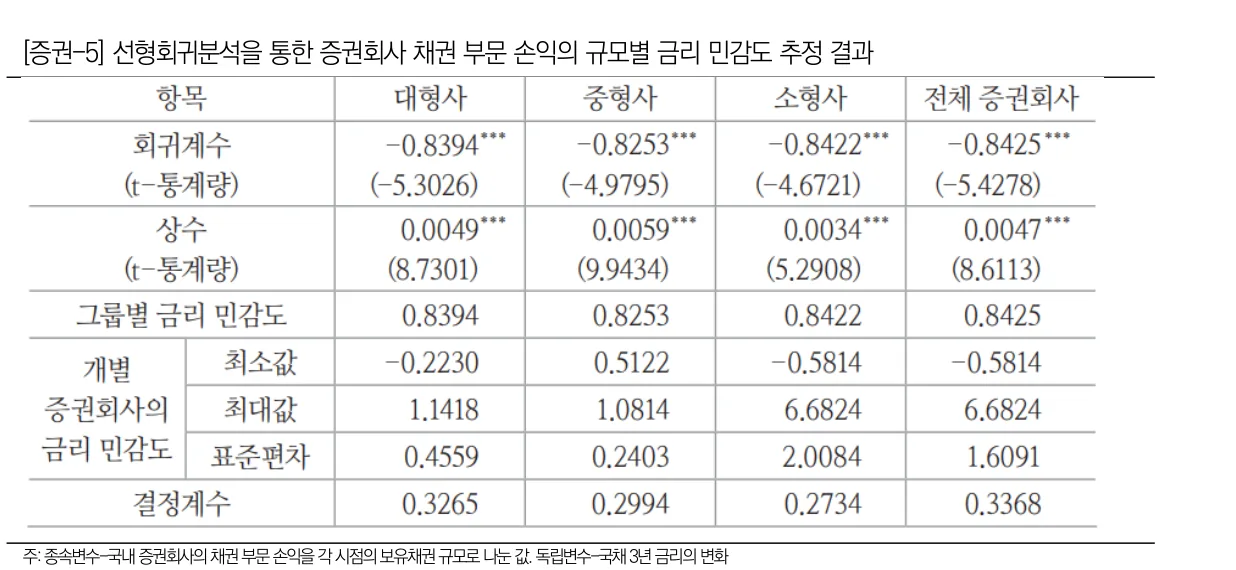 [증권-5] 선형회귀분석을 통한 증권회사 채권 부문 손익의 규모별 금리 민감도 추정 결과
항목 대형사 중형사 소형사 전체 증권회사
회귀계수 -0.8394*** -0.8253*** -0.8422*** -0.8425***
(t-통계량) (-5.3026) (-4.9795) (-4.6721) (-5.4278)
상수 0.0049*** 0.0059*** 0.0034*** 0.0047***
(t-통계량) (8.7301) (9.9434) (5.2908) (8.6113)
그룹별 금리 민감도 0.8394 0.8253 0.8422 0.8425
개별
증권회사의
금리 민감도
최소값 -0.2230 0.5122 -0.5814 -0.5814
최대값 1.1418 1.0814 6.6824 6.6824
표준편차 0.4559 0.2403 2.0084 1.6091
결정계수 0.3265 0.2994 0.2734 0.3368
주: 종속변수-국내 증권회사의 채권 부문 손익을 각 시점의 보유채권 규모로 나눈 값. 독립변수-국채 3년 금리의 변화